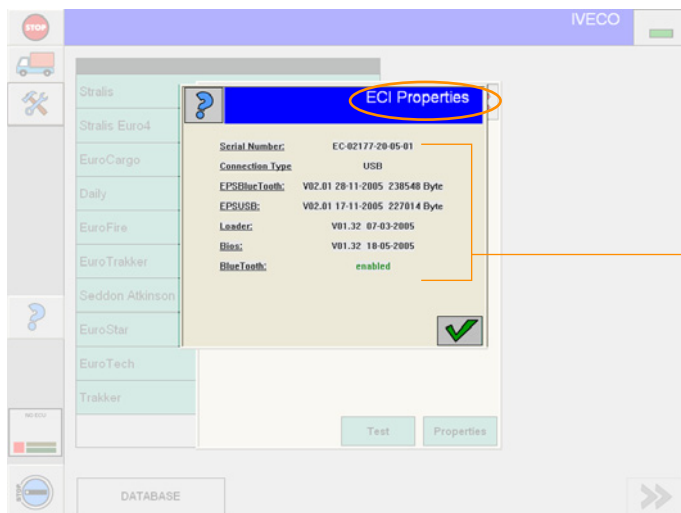 STOP
IVECO
Stralis
Stralis Euro4
EuroCargo
Daily
EuroFire
EuroTrakker
Seddon Atkinson
EuroStar
EuroTech
Trakker
ECI Properties
Serial Number: EC-02177-20-05-01
Connection Type USB
EPSBlueTooth: V02.01 28-11-2005 238548 Byte
EPSUSB: V02.01 17-11-2005 227014 Byte
Loader: V01.32 07-03-2005
Bios: V01.32 18-05-2005
BlueTooth: enabled
Test
Properties
NO ECU
STOP
DATABASE